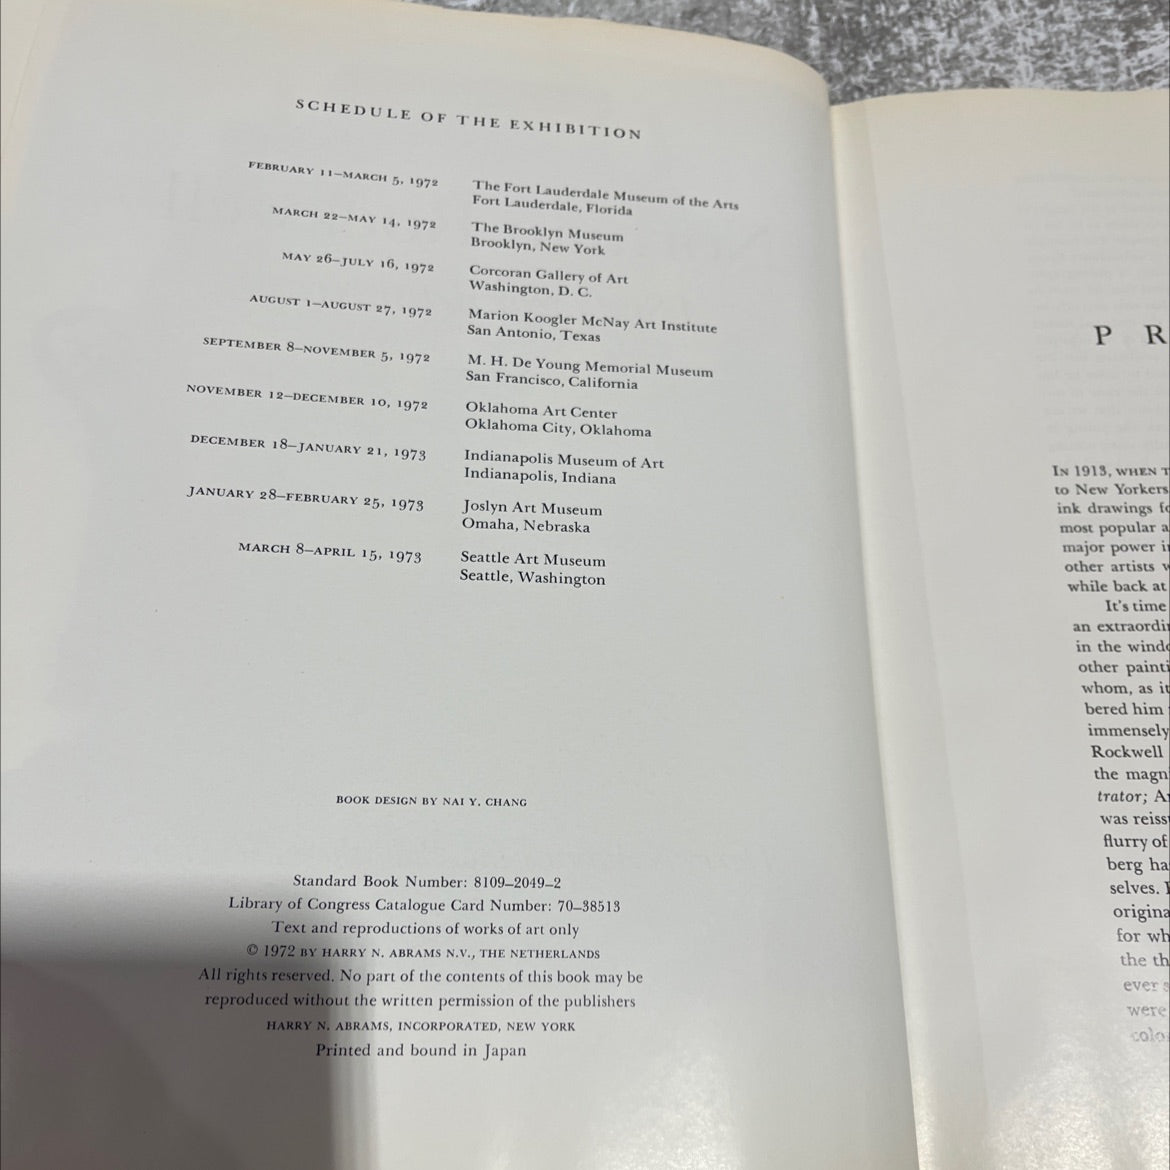 SCHEDULE OF THE EXHIBITION
FEBRUARY 11–MARCH 5, 1972
The Fort Lauderdale Museum of the Arts
Fort Lauderdale, Florida
MARCH 22–MAY 14, 1972
The Brooklyn Museum
Brooklyn, New York
MAY 26–JULY 16, 1972
Corcoran Gallery of Art
Washington, D. C.
AUGUST 1–AUGUST 27, 1972
Marion Koogler McNay Art Institute
San Antonio, Texas
SEPTEMBER 8–NOVEMBER 5, 1972
M. H. De Young Memorial Museum
San Francisco, California
NOVEMBER 12–DECEMBER 10, 1972
Oklahoma Art Center
Oklahoma City, Oklahoma
DECEMBER 18–JANUARY 21, 1973
Indianapolis Museum of Art
Indianapolis, Indiana
JANUARY 28–FEBRUARY 25, 1973
Joslyn Art Museum
Omaha, Nebraska
MARCH 8–APRIL 15, 1973
Seattle Art Museum
Seattle, Washington
BOOK DESIGN BY NAI Y. CHANG
Standard Book Number: 8109–2049–2
Library of Congress Catalogue Card Number: 70–38513
Text and reproductions of works of art only
© 1972 BY HARRY N. ABRAMS N.V., THE NETHERLANDS
All rights reserved. No part of the contents of this book may be
reproduced without the written permission of the publishers
HARRY N. ABRAMS, INCORPORATED, NEW YORK
Printed and bound in Japan
P R
IN 1913, WHEN T
to New Yorkers
ink drawings fo
most popular a
major power in
other artists w
while back at
It's time
an extraordi
in the windo
other painti
whom, as it
bered him
immensely
Rockwell
the magn
trator; A
was reiss
flurry of
berg ha
selves.
origina
for wh
the th
ever s
were
colo